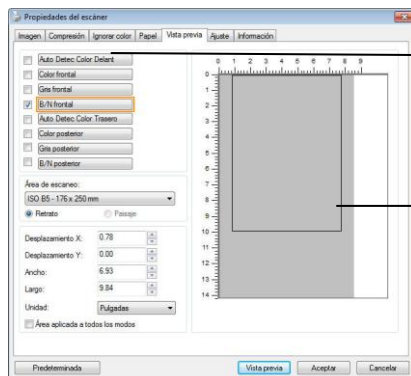 Propiedades del escáner
Imagen Compresión Ignorar color Papel Vista previa Ajuste Información
Auto Detec Color Delant
Color frontal
Gris frontal
B/N frontal
Auto Detec Color Trasero
Color posterior
Gris posterior
B/N posterior
Área de escaneo:
ISO B5 - 176 x 250 mm
Retrato Paisaje
Desplazamiento X: 0.78
Desplazamiento Y: 0.00
Ancho: 6.93
Largo: 9.84
Unidad: Pulgadas
Área aplicada a todos los modos
0 1 2 3 4 5 6 7 8 9
0
1
2
3
4
5
6
7
8
9
10
11
12
13
14
Predeterminada Vista previa Aceptar Cancelar